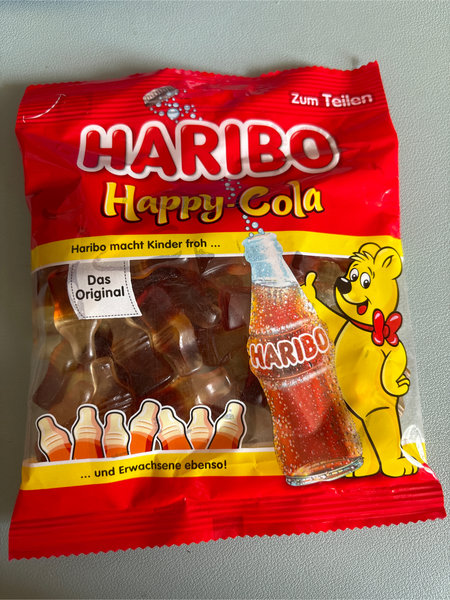 Zum Teilen
HARIBO
Happy-Cola
Haribo macht Kinder froh ...
Das
Original
HARIBO
... und Erwachsene ebenso!